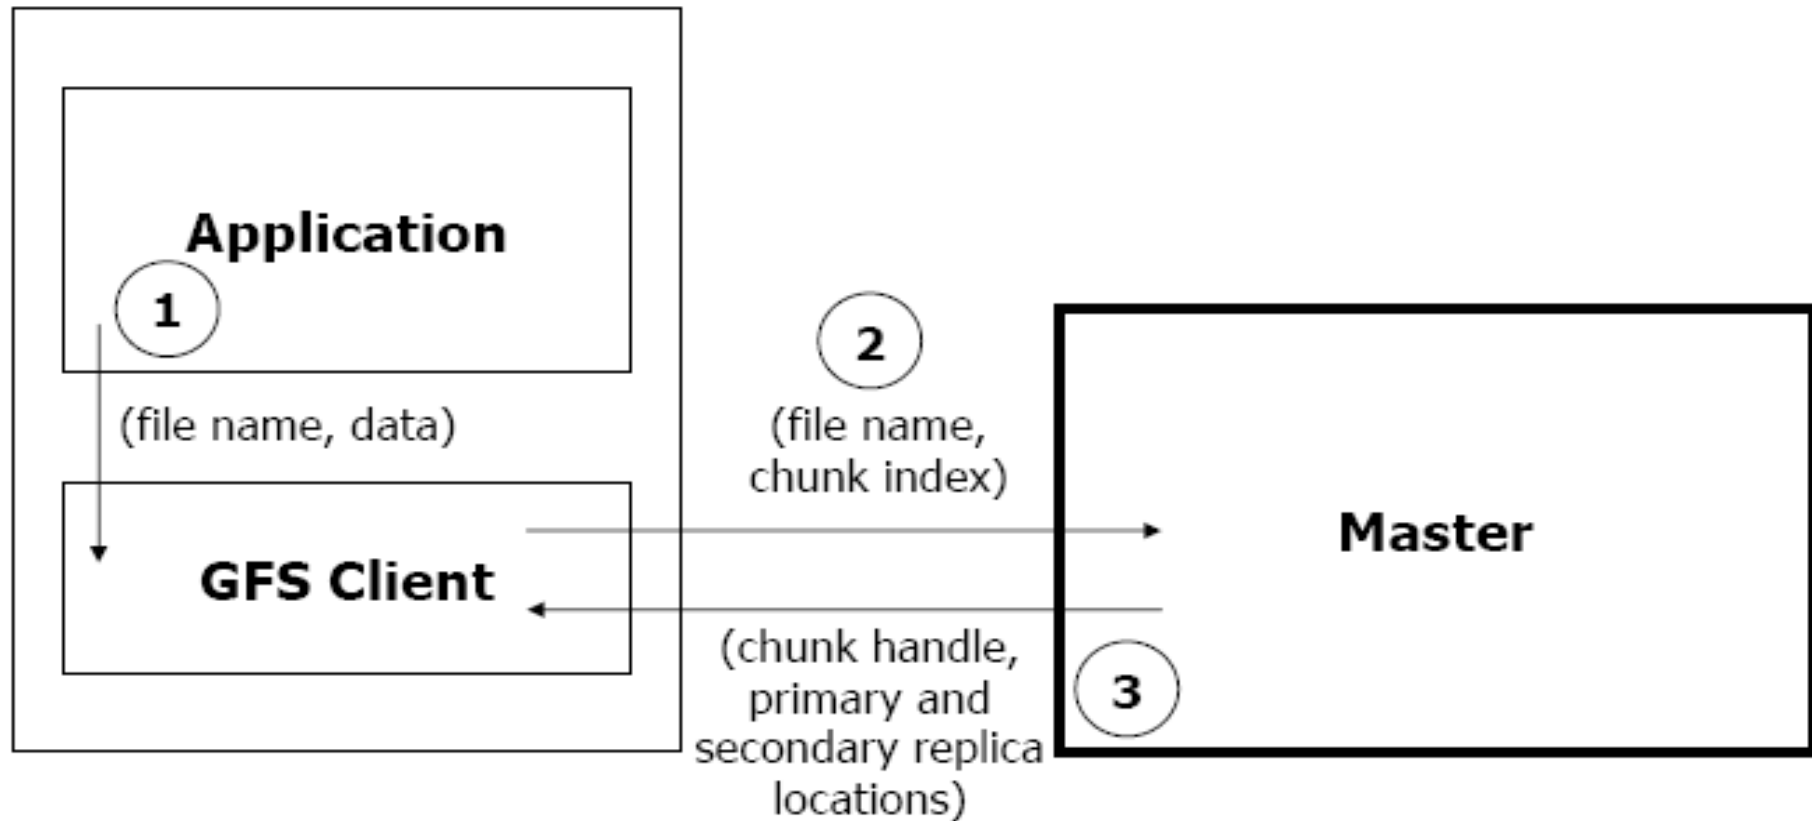 Application
1
(file name, data)
GFS Client
2
(file name,
chunk index)
Master
(chunk handle,
primary and
secondary replica
locations)
3